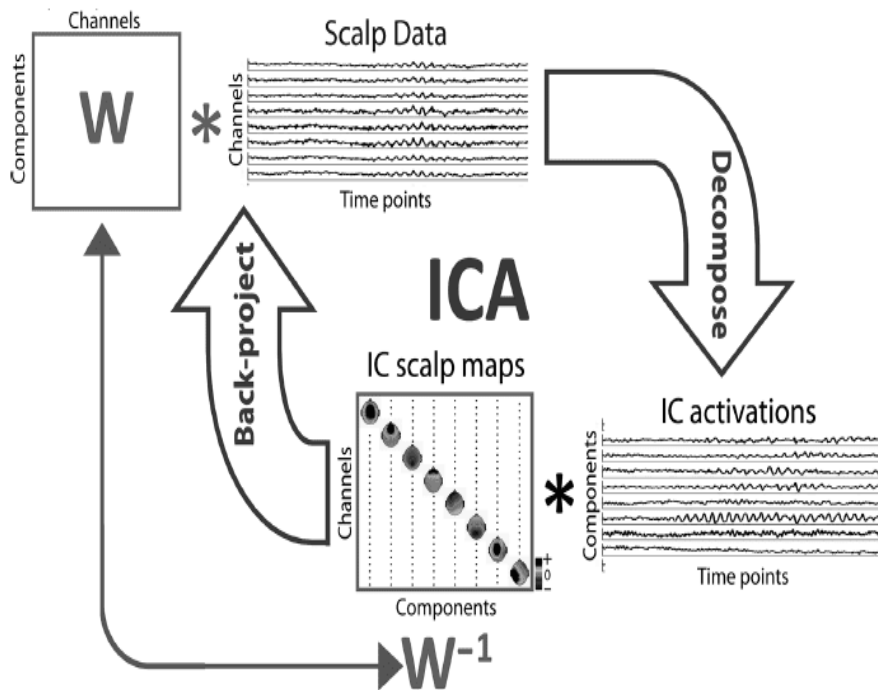 Channels
Scalp Data
Components
W
*
Channels
Time points
Decompose
Back-project
ICA
IC scalp maps
IC activations
Channels
*
Components
+
0
−
Components
Time points
W⁻¹